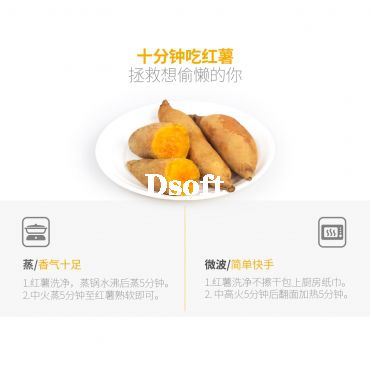 十分钟吃红薯
拯救想偷懒的你
Dsoft
蒸/香气十足
1.红薯洗净，蒸锅水沸后蒸5分钟。
2.中火蒸5分钟至红薯熟软即可。
微波/简单快手
1.红薯洗净不擦干包上厨房纸巾。
2.中高火5分钟后翻面加热5分钟。